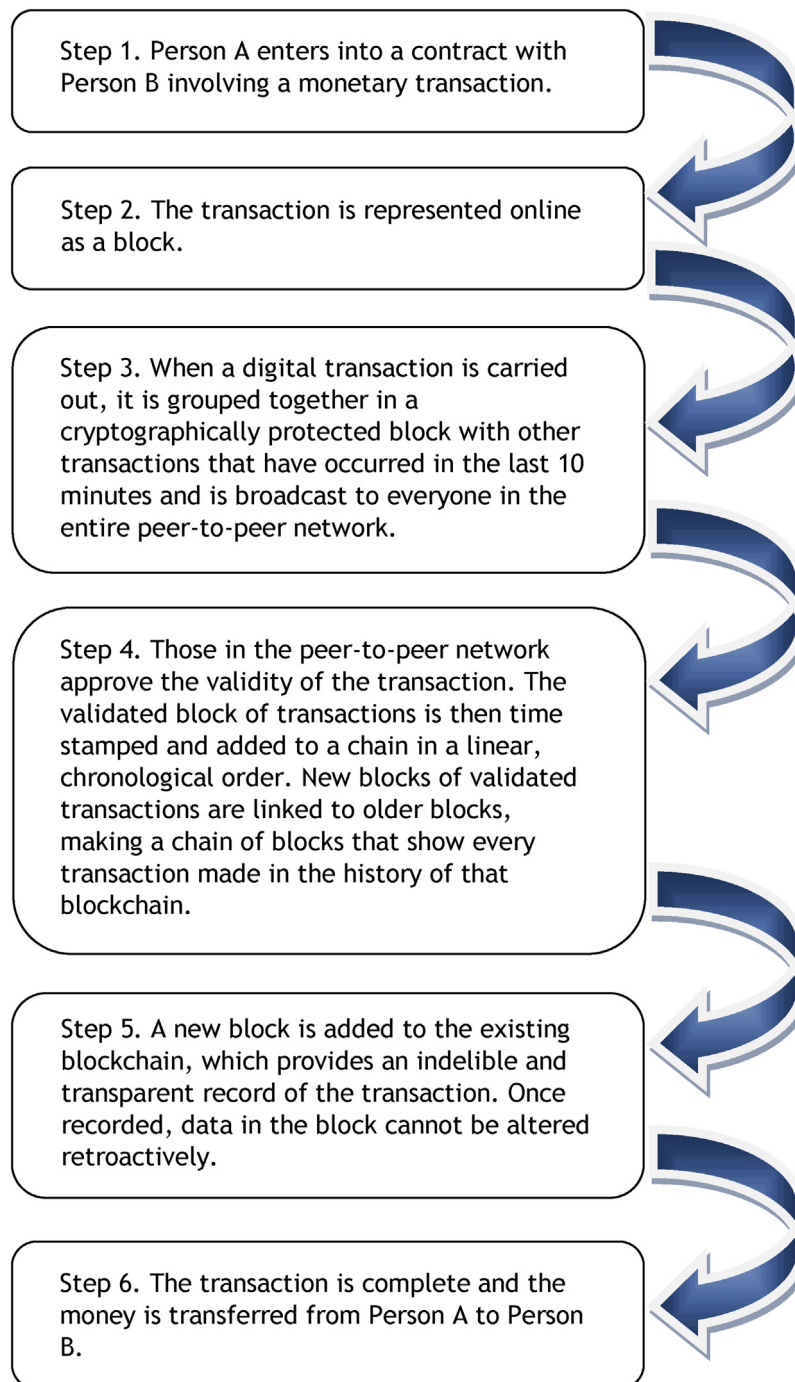 Step 1. Person A enters into a contract with
Person B involving a monetary transaction.
Step 2. The transaction is represented online
as a block.
Step 3. When a digital transaction is carried
out, it is grouped together in a
cryptographically protected block with other
transactions that have occurred in the last 10
minutes and is broadcast to everyone in the
entire peer-to-peer network.
Step 4. Those in the peer-to-peer network
approve the validity of the transaction. The
validated block of transactions is then time
stamped and added to a chain in a linear,
chronological order. New blocks of validated
transactions are linked to older blocks,
making a chain of blocks that show every
transaction made in the history of that
blockchain.
Step 5. A new block is added to the existing
blockchain, which provides an indelible and
transparent record of the transaction. Once
recorded, data in the block cannot be altered
retroactively.
Step 6. The transaction is complete and the
money is transferred from Person A to Person
B.